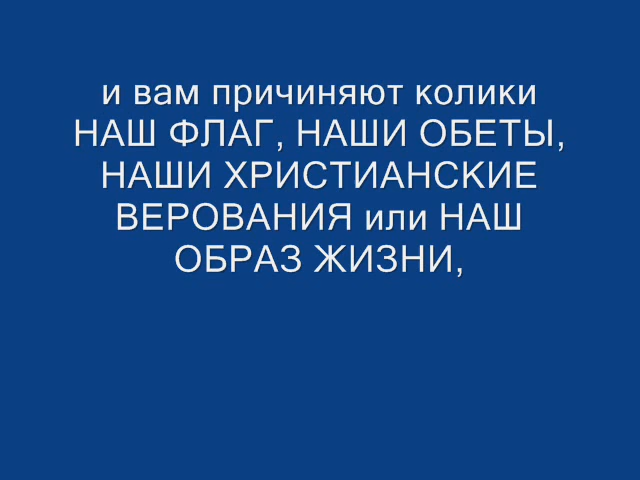 и вам причиняют колики
НАШ ФЛАГ, НАШИ ОБЕТЫ,
НАШИ ХРИСТИАНСКИЕ
ВЕРОВАНИЯ или НАШ
ОБРАЗ ЖИЗНИ,